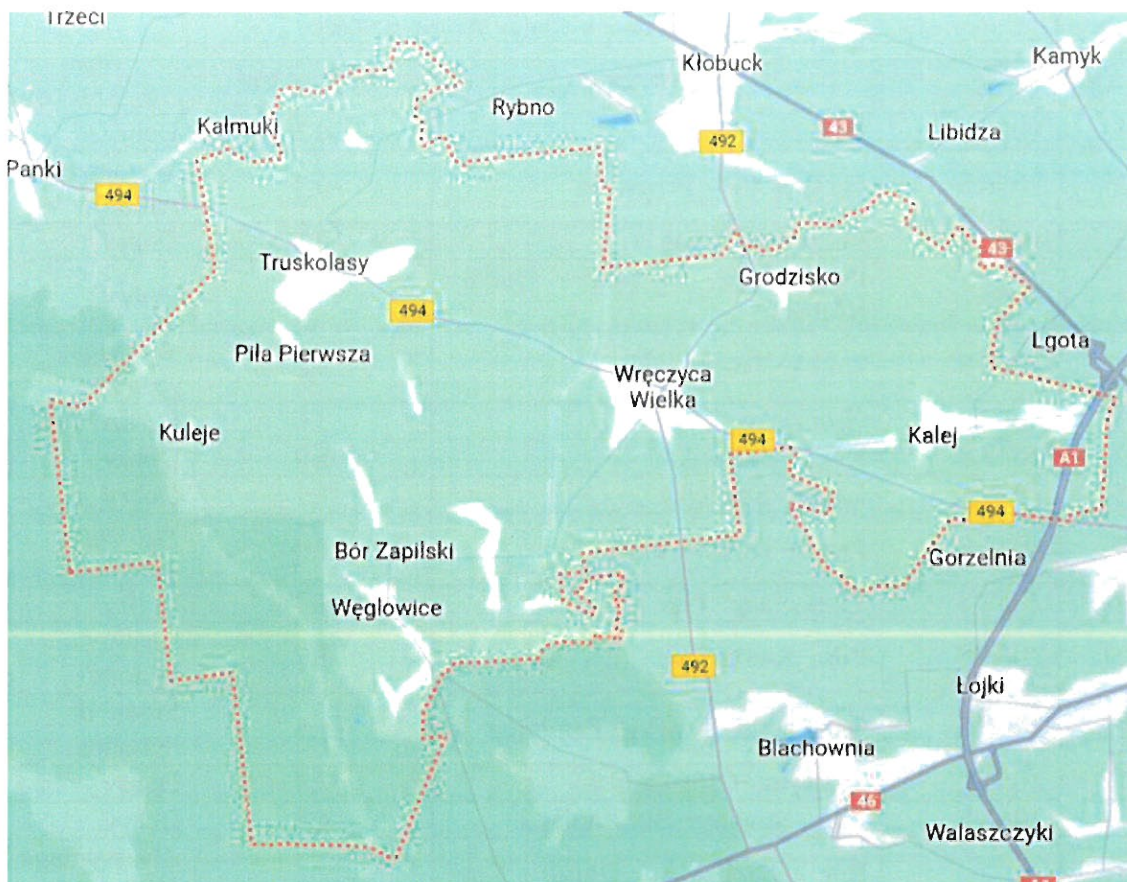 Trzeci
Kłobuck
Kamyk
Rybno
Kałmuki
43
Libidza
492
Panki
494
43
Truskolasy
Grodzisko
494
Lgota
Piła Pierwsza
Wręczyca
Wielka
Kuleje
494
Kalej
A1
494
Bór Zapilski
Gorzelnia
Węglowice
492
Łojki
Blachownia
46
Walaszczyki